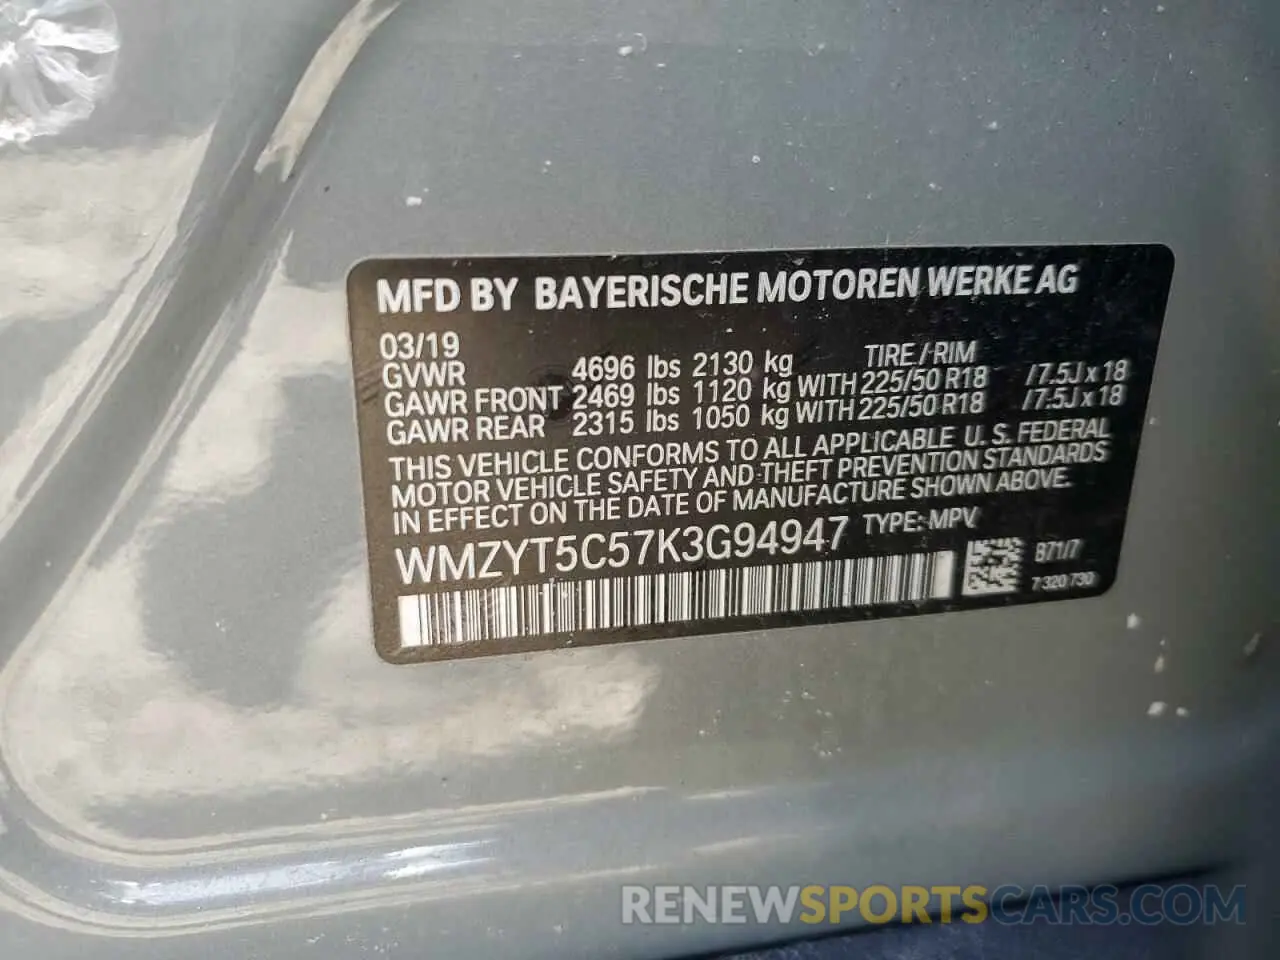 MFD BY BAYERISCHE MOTOREN WERKE AG
03/19
GVWR 4696 lbs 2130 kg TIRE / RIM
GAWR FRONT 2469 lbs 1120 kg WITH 225/50 R18 / 7.5J x 18
GAWR REAR 2315 lbs 1050 kg WITH 225/50 R18 / 7.5J x 18
THIS VEHICLE CONFORMS TO ALL APPLICABLE U. S. FEDERAL
MOTOR VEHICLE SAFETY AND THEFT PREVENTION STANDARDS
IN EFFECT ON THE DATE OF MANUFACTURE SHOWN ABOVE.
WMZYT5C57K3G94947 TYPE: MPV
B71/7
7 320 730
RENEWSPORTSCARS.COM